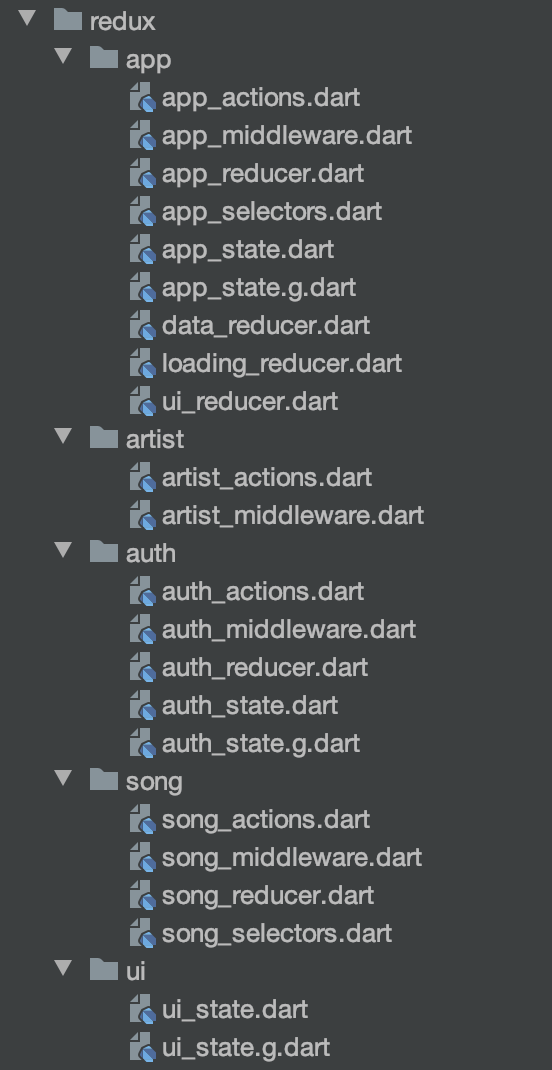 redux
app
app_actions.dart
app_middleware.dart
app_reducer.dart
app_selectors.dart
app_state.dart
app_state.g.dart
data_reducer.dart
loading_reducer.dart
ui_reducer.dart
artist
artist_actions.dart
artist_middleware.dart
auth
auth_actions.dart
auth_middleware.dart
auth_reducer.dart
auth_state.dart
auth_state.g.dart
song
song_actions.dart
song_middleware.dart
song_reducer.dart
song_selectors.dart
ui
ui_state.dart
ui_state.g.dart